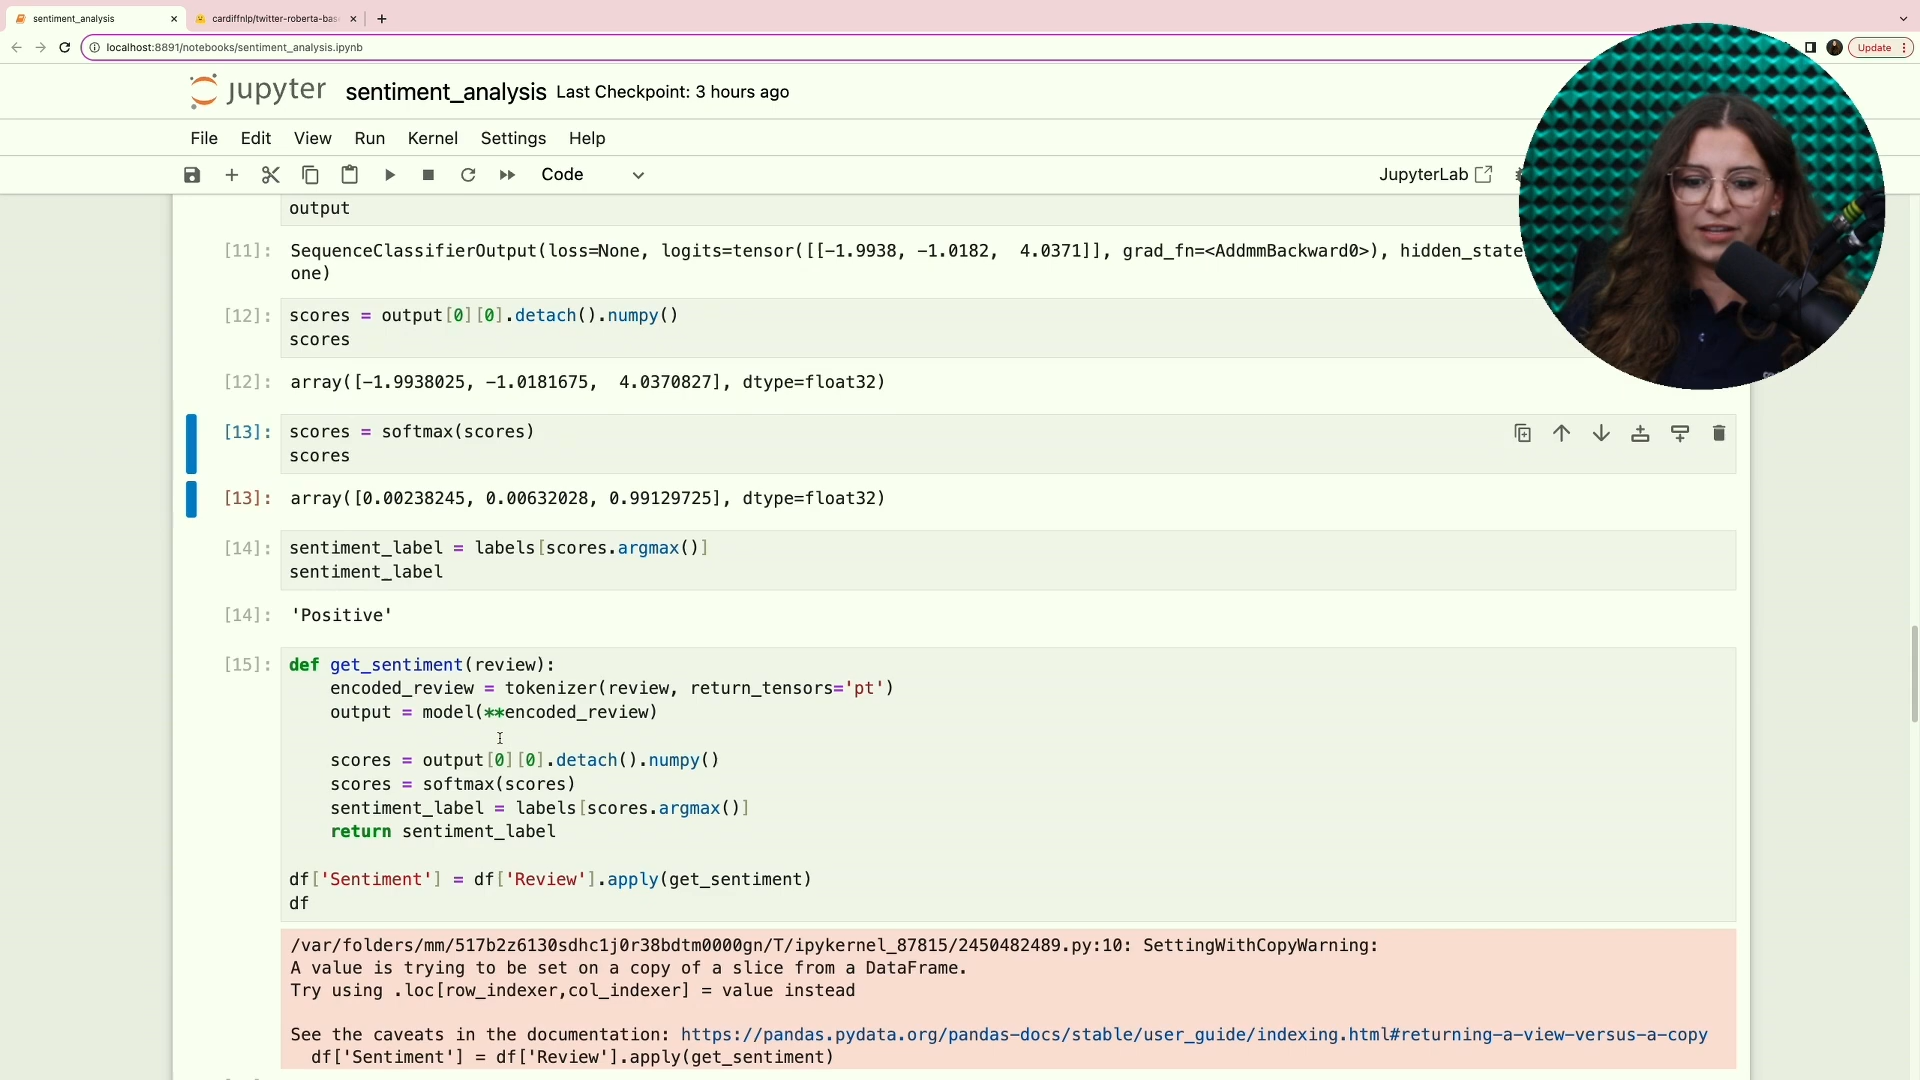 sentiment_analysis
cardiffnlp/twitter-roberta-bas
localhost:8891/notebooks/sentiment_analysis.ipynb
Update
jupyter sentiment_analysis Last Checkpoint: 3 hours ago
File Edit View Run Kernel Settings Help
Code
JupyterLab
output
[11]: SequenceClassifierOutput(loss=None, logits=tensor([[-1.9938, -1.0182,  4.0371]], grad_fn=<AddmmBackward0>), hidden_state
one)
[12]: scores = output[0][0].detach().numpy()
scores
[12]: array([-1.9938025, -1.0181675,  4.0370827], dtype=float32)
[13]: scores = softmax(scores)
scores
[13]: array([0.00238245, 0.00632028, 0.99129725], dtype=float32)
[14]: sentiment_label = labels[scores.argmax()]
sentiment_label
[14]: 'Positive'
[15]: def get_sentiment(review):
encoded_review = tokenizer(review, return_tensors='pt')
output = model(**encoded_review)
scores = output[0][0].detach().numpy()
scores = softmax(scores)
sentiment_label = labels[scores.argmax()]
return sentiment_label
df['Sentiment'] = df['Review'].apply(get_sentiment)
df
/var/folders/mm/517b2z6130sdhc1j0r38bdtm0000gn/T/ipykernel_87815/2450482489.py:10: SettingWithCopyWarning:
A value is trying to be set on a copy of a slice from a DataFrame.
Try using .loc[row_indexer,col_indexer] = value instead
See the caveats in the documentation: https://pandas.pydata.org/pandas-docs/stable/user_guide/indexing.html#returning-a-view-versus-a-copy
df['Sentiment'] = df['Review'].apply(get_sentiment)